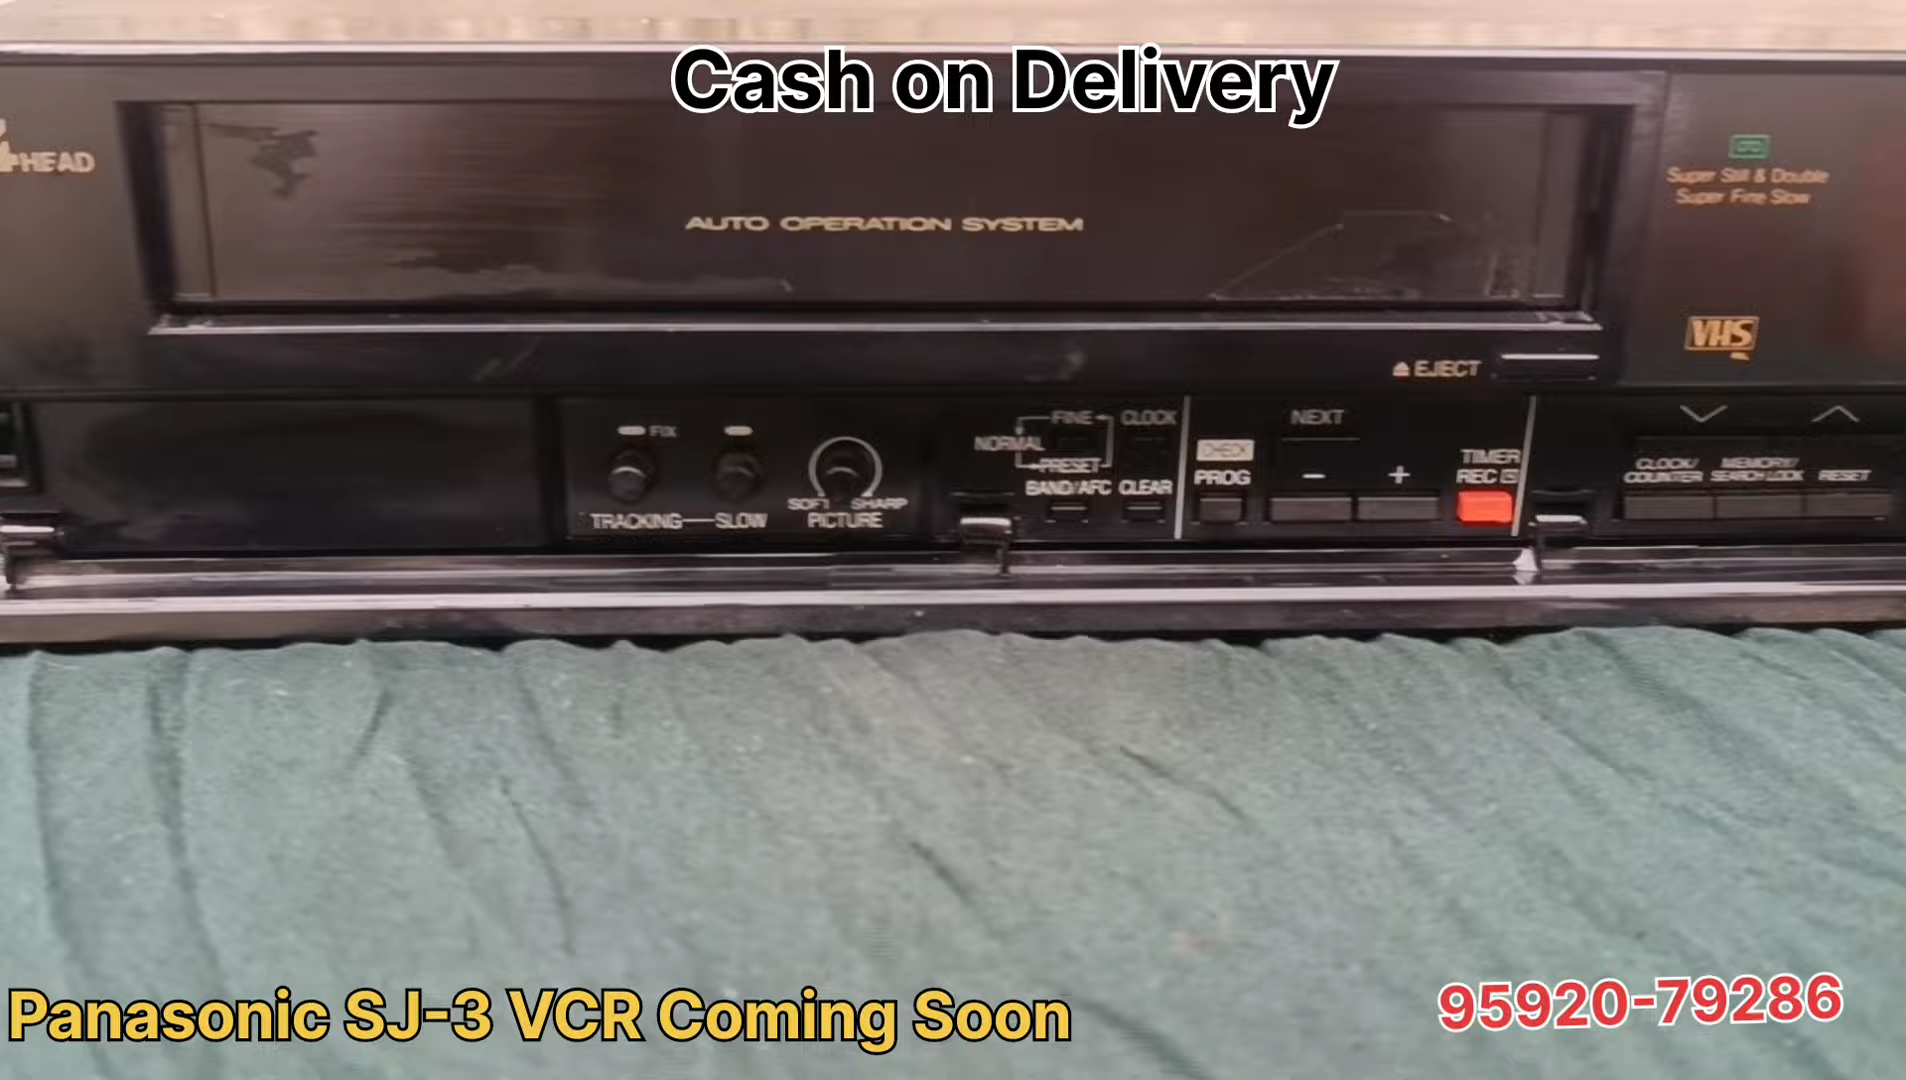 Cash on Delivery
4 HEAD
Super Still & Double
Super Fine Slow
AUTO OPERATION SYSTEM
VHS
EJECT
FIX
FINE
CLOCK
NEXT
NORMAL
CHECK
PRESET
TIMER
REC
PROG
-
+
CLOCK/
COUNTER
MEMORY/
SEARCH LOCK
RESET
BAND/AFC
CLEAR
SOFT
SHARP
TRACKING
SLOW
PICTURE
Panasonic SJ-3 VCR Coming Soon
95920-79286